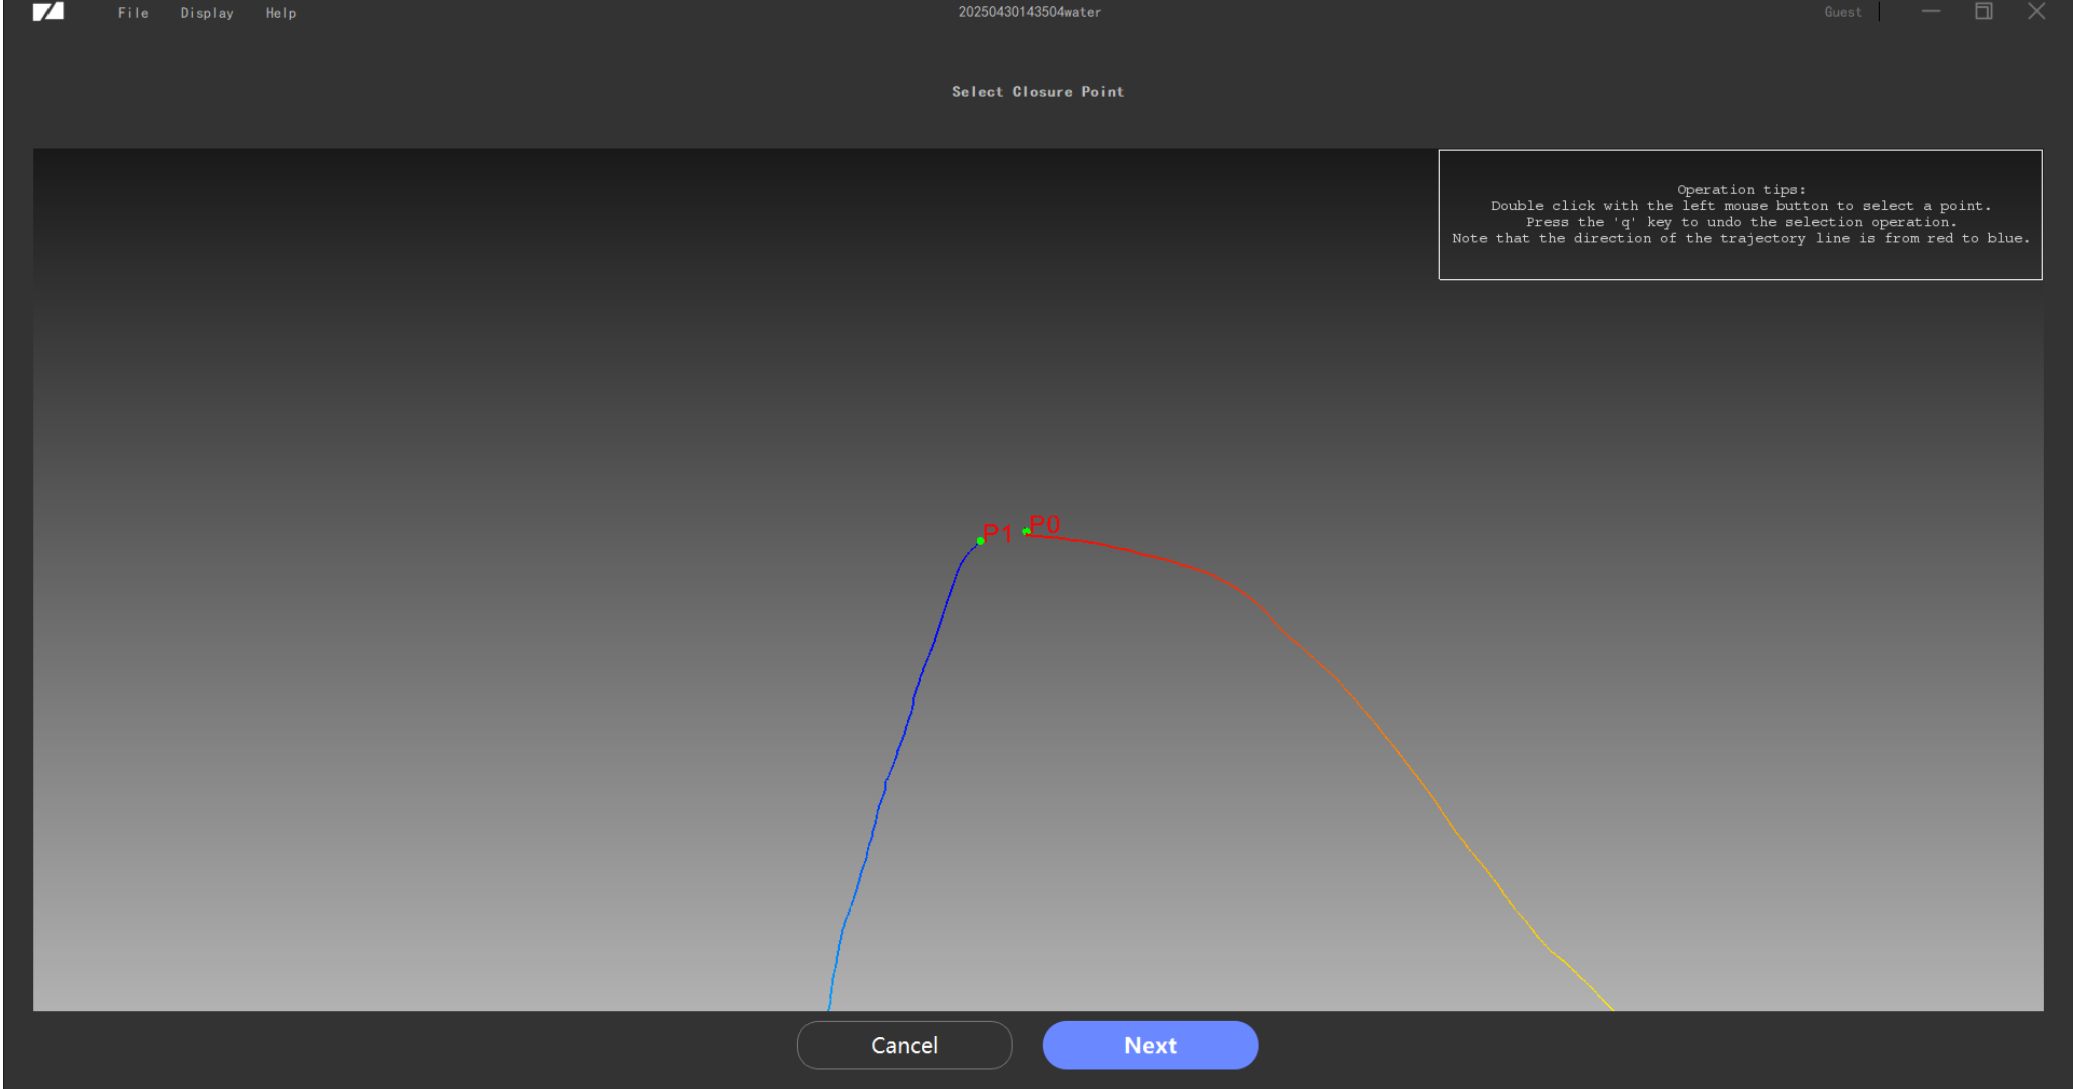 File Display Help 20250430143504water Guest
Select Closure Point
Operation tips:
Double click with the left mouse button to select a point.
Press the 'q' key to undo the selection operation.
Note that the direction of the trajectory line is from red to blue.
P1 P0
Cancel Next